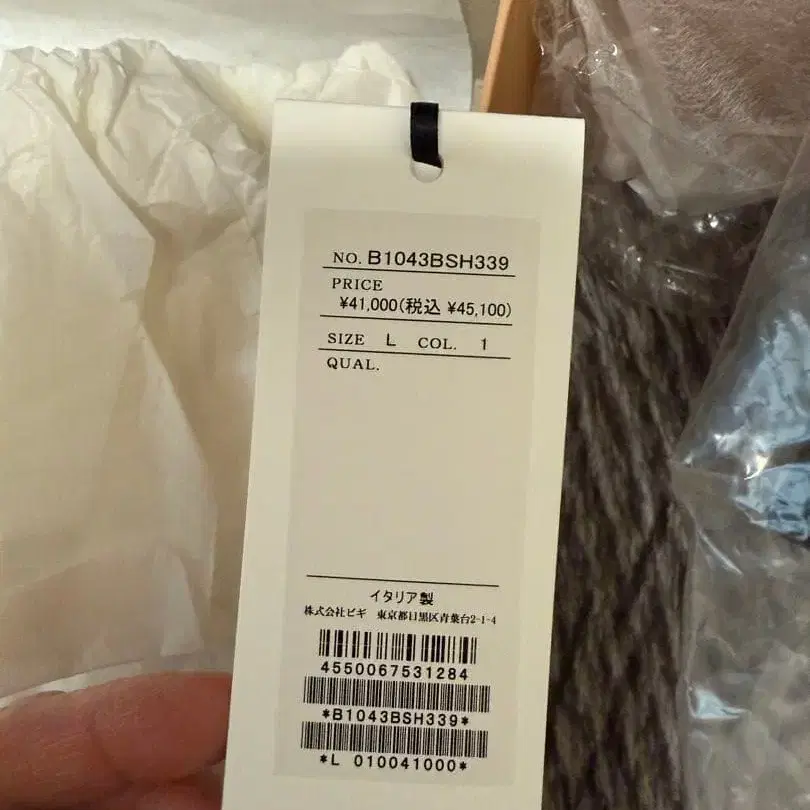 NO. B1043BSH339
PRICE
¥41,000(税込 ¥45,100)
SIZE L COL. 1
QUAL.
イタリア製
株式会社ビギ 東京都目黒区青葉台2-1-4
4550067531284
*B1043BSH339*
*L 010041000*